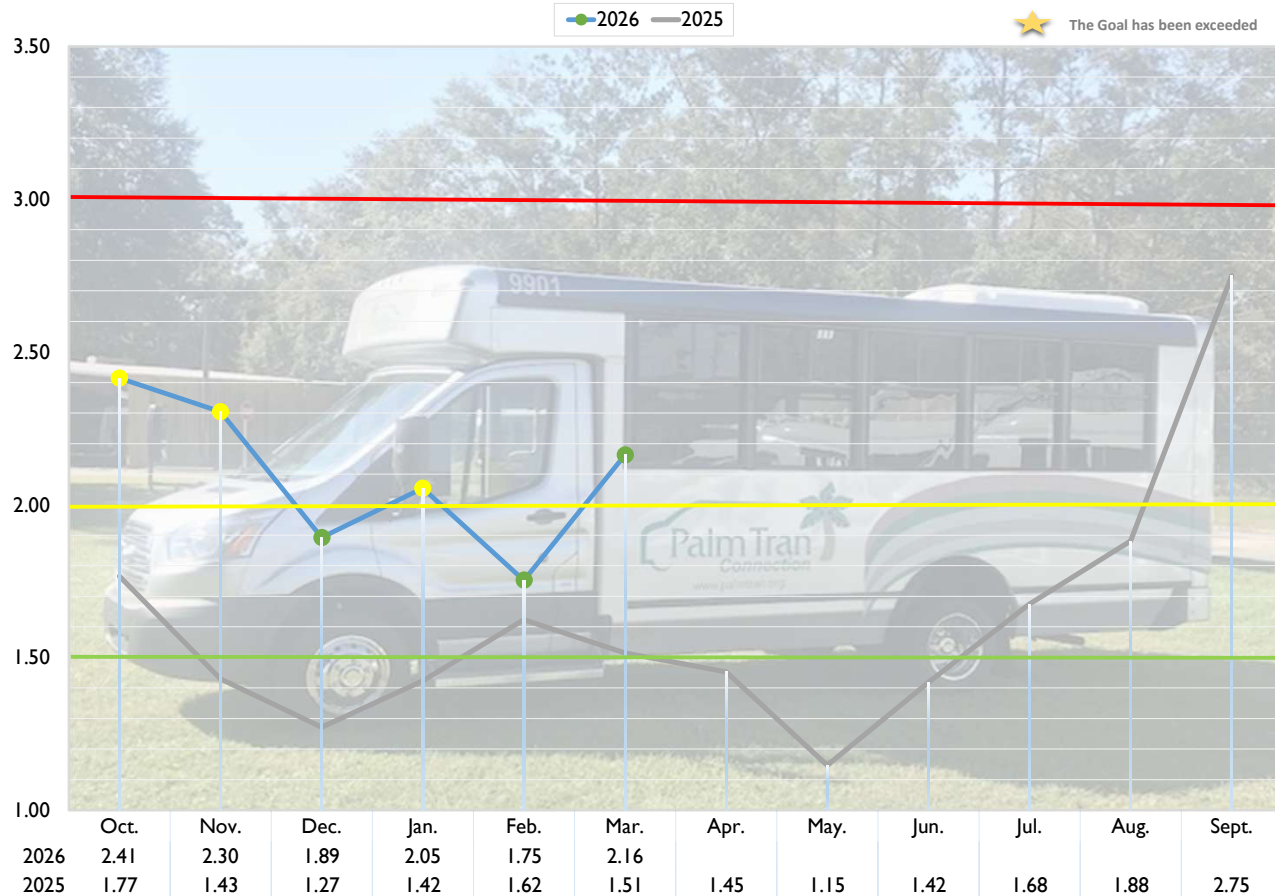 2026 2025
The Goal has been exceeded
3.50
3.00
2.50
2.00
1.50
1.00
9901
Palm Tran
Connection
www.palmtran.org
Oct. Nov. Dec. Jan. Feb. Mar. Apr. May. Jun. Jul. Aug. Sept.
2026 2.41 2.30 1.89 2.05 1.75 2.16
2025 1.77 1.43 1.27 1.42 1.62 1.51 1.45 1.15 1.42 1.68 1.88 2.75